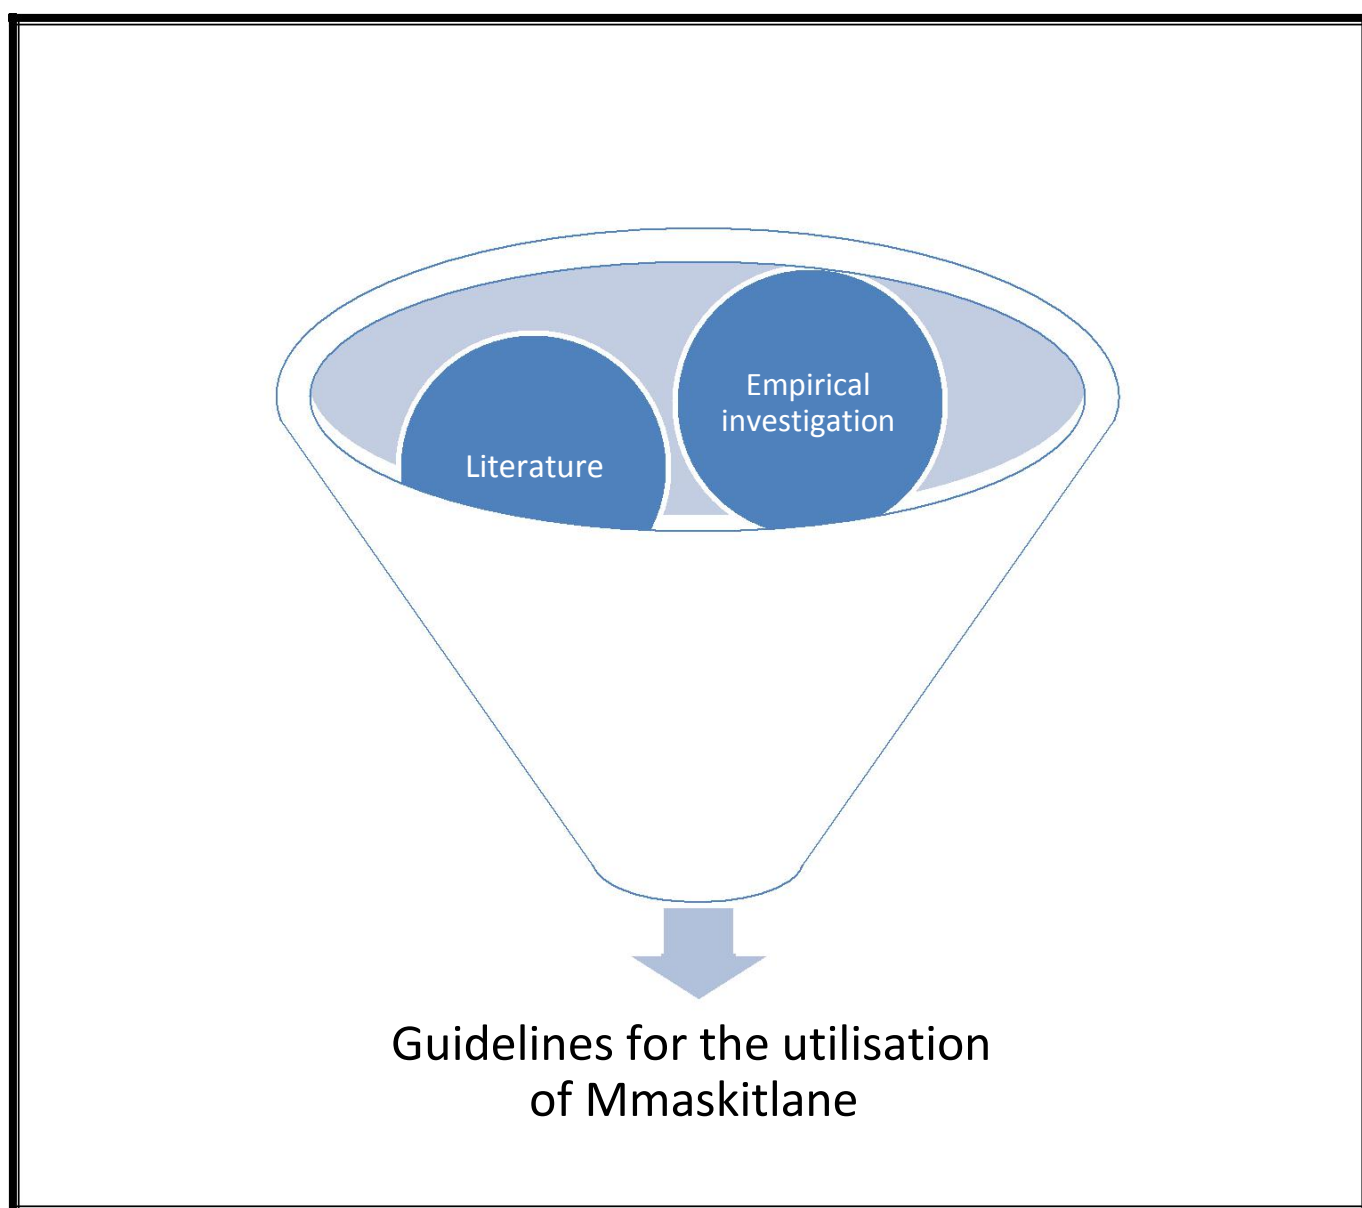 Literature
Empirical
investigation
Guidelines for the utilisation
of Mmaskitlane